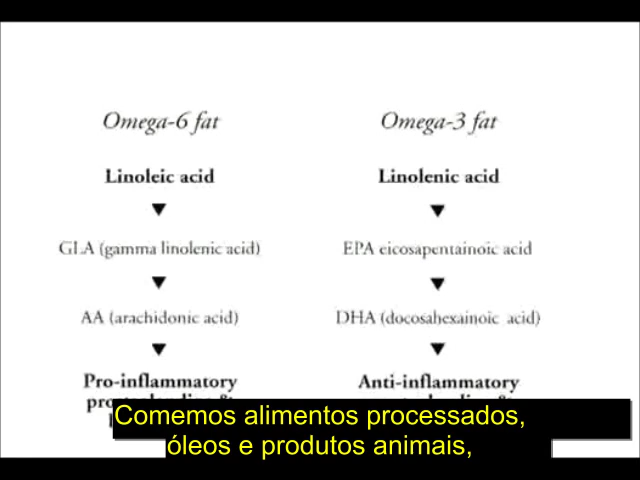 Omega-6 fat
Omega-3 fat
Linoleic acid
Linolenic acid
GLA (gamma linolenic acid)
EPA eicosapentainoic acid
AA (arachidonic acid)
DHA (docosahexainoic acid)
Pro-inflammatory
Anti-inflammatory
Comemos alimentos processados,
óleos e produtos animais,